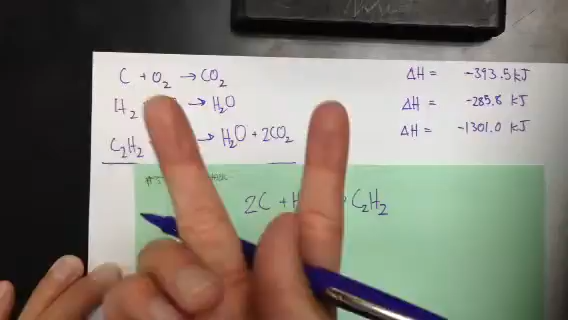 C + O₂ → CO₂ ΔH = -393.5 KJ
H₂ → H₂O ΔH = -285.8 KJ
C₂H₂ → H₂O + 2CO₂ ΔH = -1301.0 KJ
2C + H C₂H₂